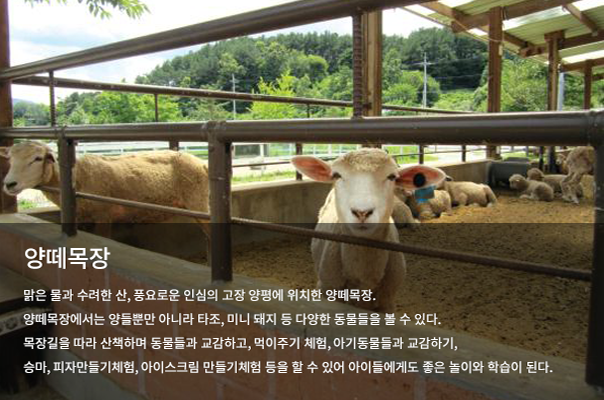 양떼목장
맑은 물과 수려한 산, 풍요로운 인심의 고장 양평에 위치한 양떼목장.
양떼목장에서는 양들뿐만 아니라 타조, 미니 돼지 등 다양한 동물들을 볼 수 있다.
목장길을 따라 산책하며 동물들과 교감하고, 먹이주기 체험, 아기동물들과 교감하기,
승마, 피자만들기체험, 아이스크림 만들기체험 등을 할 수 있어 아이들에게도 좋은 놀이와 학습이 된다.